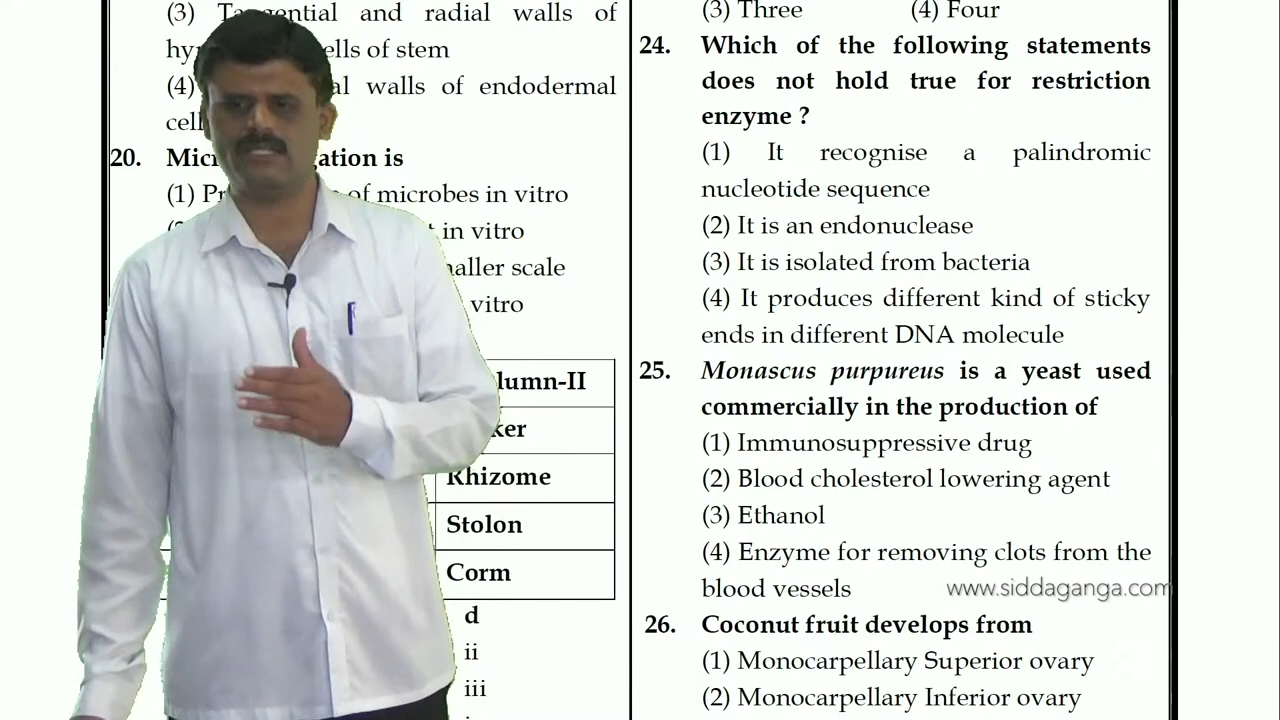 (3) Tangential and radial walls of
ells of stem
(4) al walls of endodermal
cell
20. Mic gation is
(1) Pr of microbes in vitro
t in vitro
aller scale
vitro
lumn-II
ker
Rhizome
Stolon
Corm
d
ii
iii
(3) Three (4) Four
24. Which of the following statements
does not hold true for restriction
enzyme ?
(1) It recognise a palindromic
nucleotide sequence
(2) It is an endonuclease
(3) It is isolated from bacteria
(4) It produces different kind of sticky
ends in different DNA molecule
25. Monascus purpureus is a yeast used
commercially in the production of
(1) Immunosuppressive drug
(2) Blood cholesterol lowering agent
(3) Ethanol
(4) Enzyme for removing clots from the
blood vessels
www.siddaganga.com
26. Coconut fruit develops from
(1) Monocarpellary Superior ovary
(2) Monocarpellary Inferior ovary